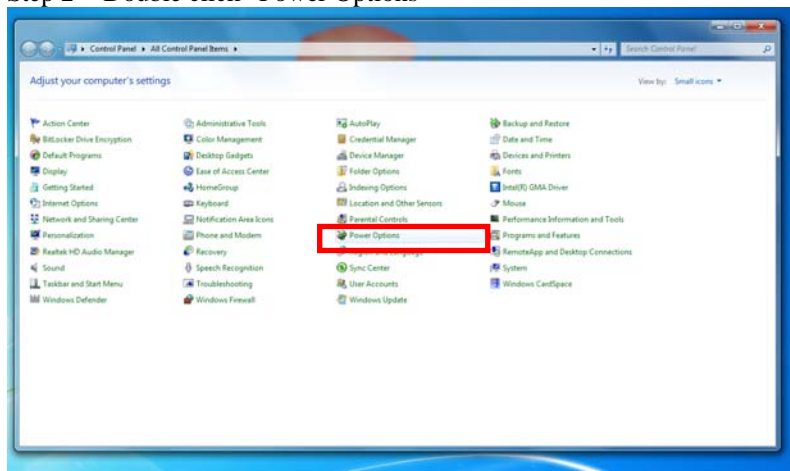 Step 2 - Double click "Power Options"
Control Panel ▸ All Control Panel Items ▸
Search Control Panel
Adjust your computer's settings
View by: Small icons
Action Center
Administrative Tools
AutoPlay
Backup and Restore
BitLocker Drive Encryption
Color Management
Credential Manager
Date and Time
Default Programs
Desktop Gadgets
Device Manager
Devices and Printers
Display
Ease of Access Center
Folder Options
Fonts
Getting Started
HomeGroup
Indexing Options
Intel(R) GMA Driver
Internet Options
Keyboard
Location and Other Sensors
Mouse
Network and Sharing Center
Notification Area Icons
Parental Controls
Performance Information and Tools
Personalization
Phone and Modem
Power Options
Programs and Features
Realtek HD Audio Manager
Recovery
RemoteApp and Desktop Connections
Sound
Speech Recognition
Sync Center
System
Taskbar and Start Menu
Troubleshooting
User Accounts
Windows CardSpace
Windows Defender
Windows Firewall
Windows Update